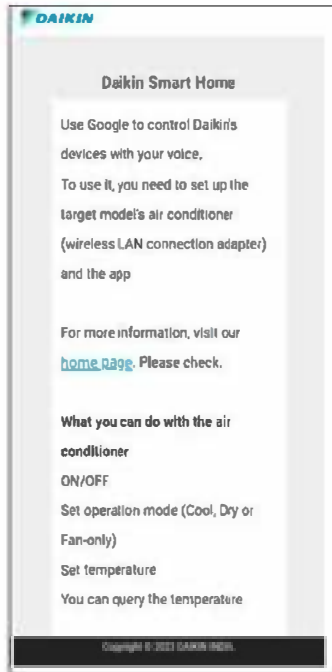 DAIKIN
Daikin Smart Home
Use Google to control Daikin's
devices with your voice,
To use it, you need to set up the
target model's air conditioner
(wireless LAN connection adapter)
and the app
For more information, visit our
home page. Please check.
What you can do with the air
conditioner
ON/OFF
Set operation mode (Cool, Dry or
Fan-only)
Set temperature
You can query the temperature
Copyright © 2023 DAIKIN INDIA.